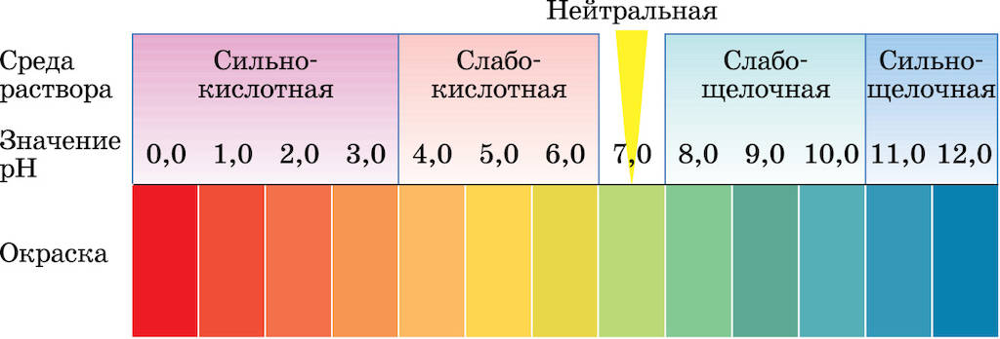 Нейтральная
Среда
раствора
Сильно-
кислотная
Слабо-
кислотная
Слабо-
щелочная
Сильно-
щелочная
Значение
pH
0,0 1,0 2,0 3,0 4,0 5,0 6,0 7,0 8,0 9,0 10,0 11,0 12,0
Окраска